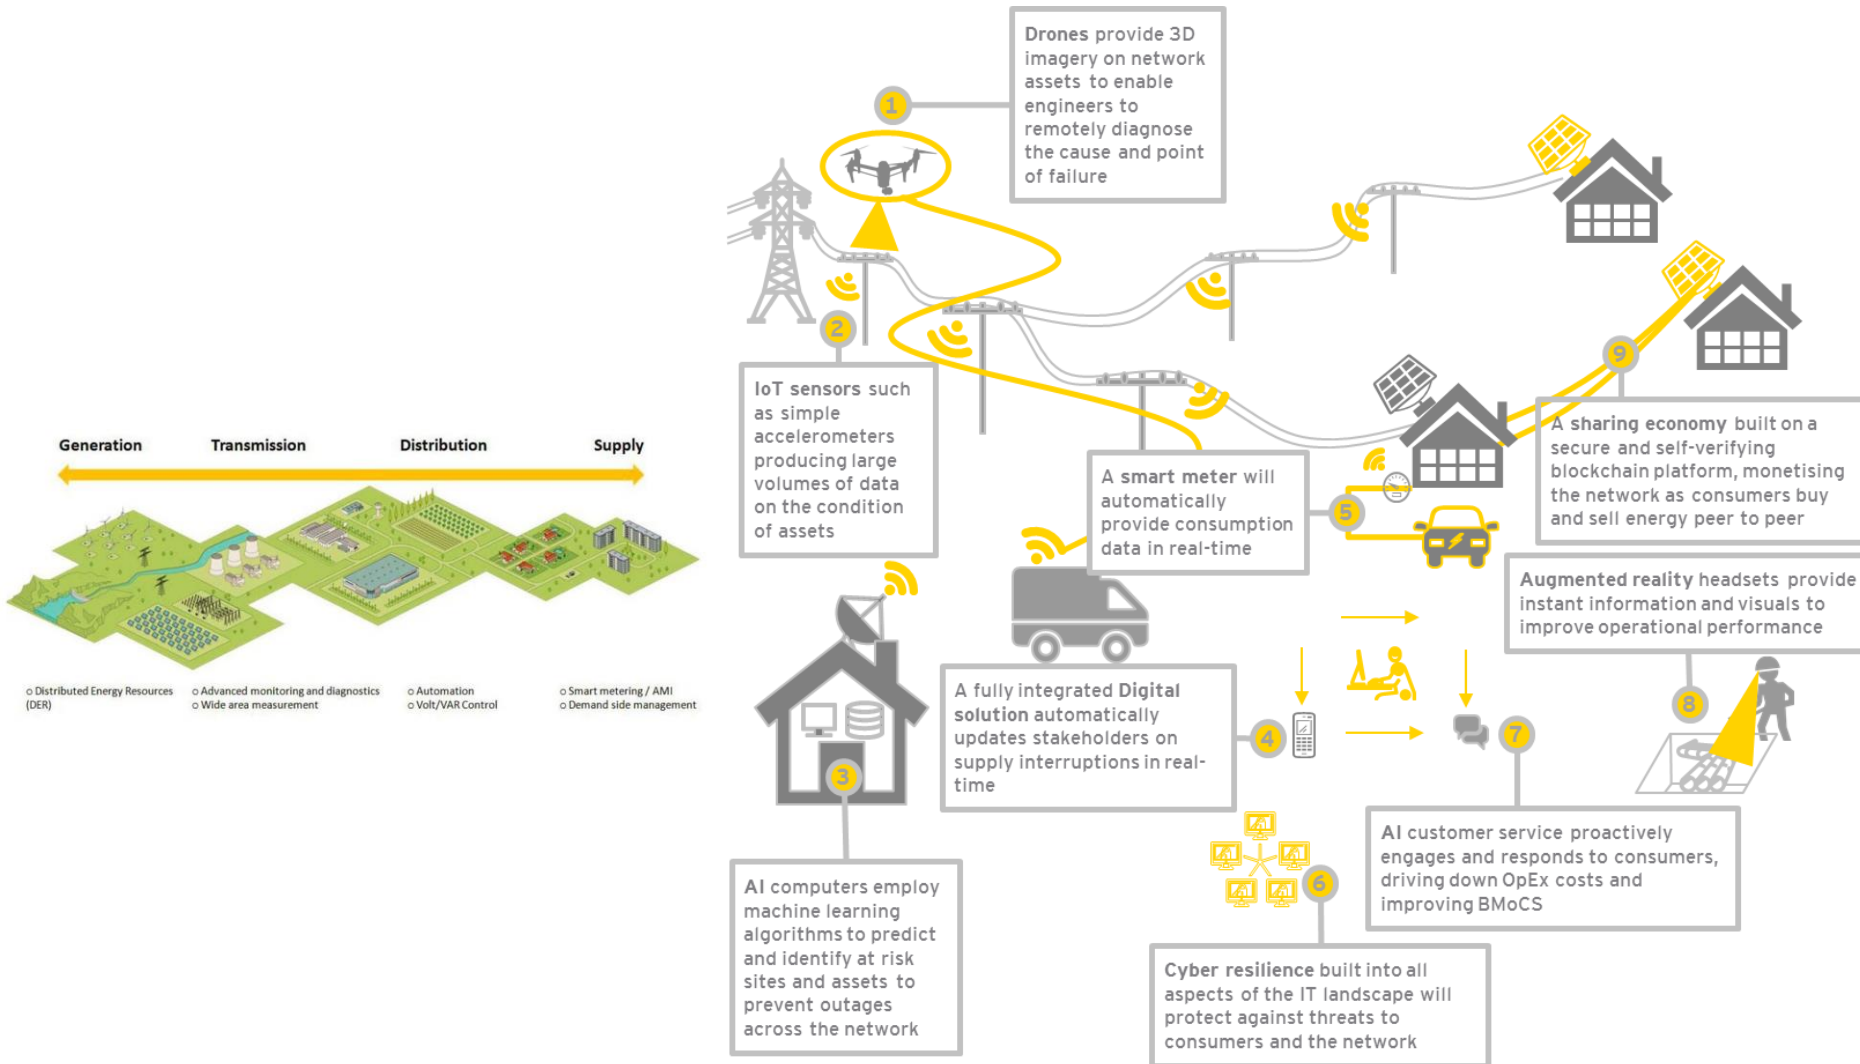 Generation Transmission Distribution Supply
o Distributed Energy Resources
(DER)
o Advanced monitoring and diagnostics
o Wide area measurement
o Automation
o Volt/VAR Control
o Smart metering / AMI
o Demand side management
1
Drones provide 3D
imagery on network
assets to enable
engineers to
remotely diagnose
the cause and point
of failure
2
IoT sensors such
as simple
accelerometers
producing large
volumes of data
on the condition
of assets
3
AI computers employ
machine learning
algorithms to predict
and identify at risk
sites and assets to
prevent outages
across the network
A fully integrated Digital
solution automatically
updates stakeholders on
supply interruptions in real-
time
4
A smart meter will
automatically
provide consumption
data in real-time
5
6
Cyber resilience built into all
aspects of the IT landscape will
protect against threats to
consumers and the network
7
AI customer service proactively
engages and responds to consumers,
driving down OpEx costs and
improving BMoCS
Augmented reality headsets provide
instant information and visuals to
improve operational performance
8
9
A sharing economy built on a
secure and self-verifying
blockchain platform, monetising
the network as consumers buy
and sell energy peer to peer